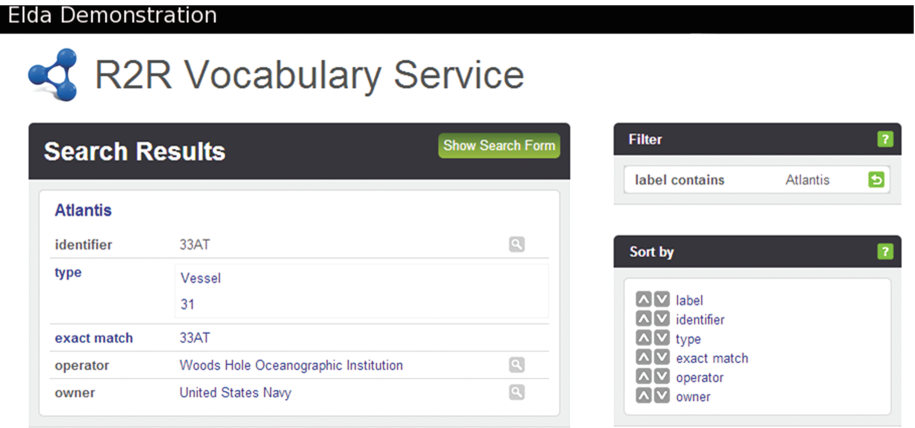 Elda Demonstration
R2R Vocabulary Service
Search Results
Show Search Form
Atlantis
identifier 33AT
type Vessel
31
exact match 33AT
operator Woods Hole Oceanographic Institution
owner United States Navy
Filter ?
label contains Atlantis
Sort by ?
label
identifier
type
exact match
operator
owner